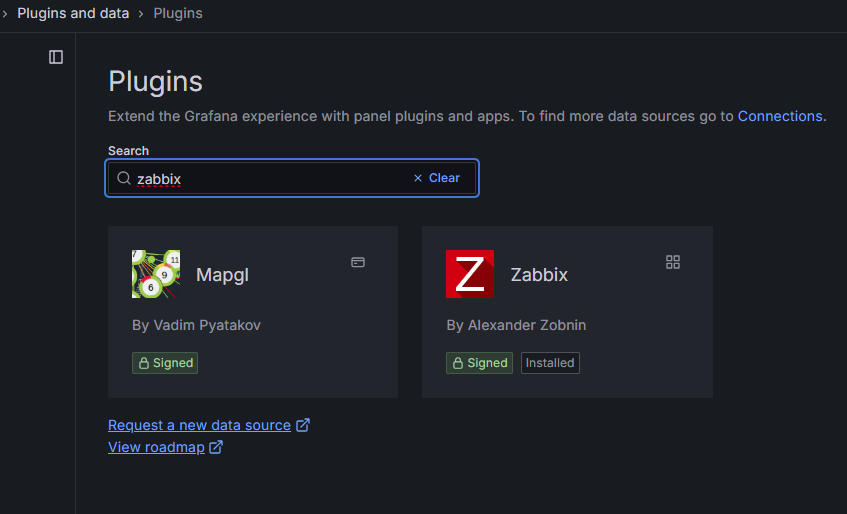 Plugins and data › Plugins
Plugins
Extend the Grafana experience with panel plugins and apps. To find more data sources go to Connections.
Search
zabbix
Clear
7
11
9
6
Mapgl
By Vadim Pyatakov
Signed
Z
Zabbix
By Alexander Zobnin
Signed Installed
Request a new data source
View roadmap